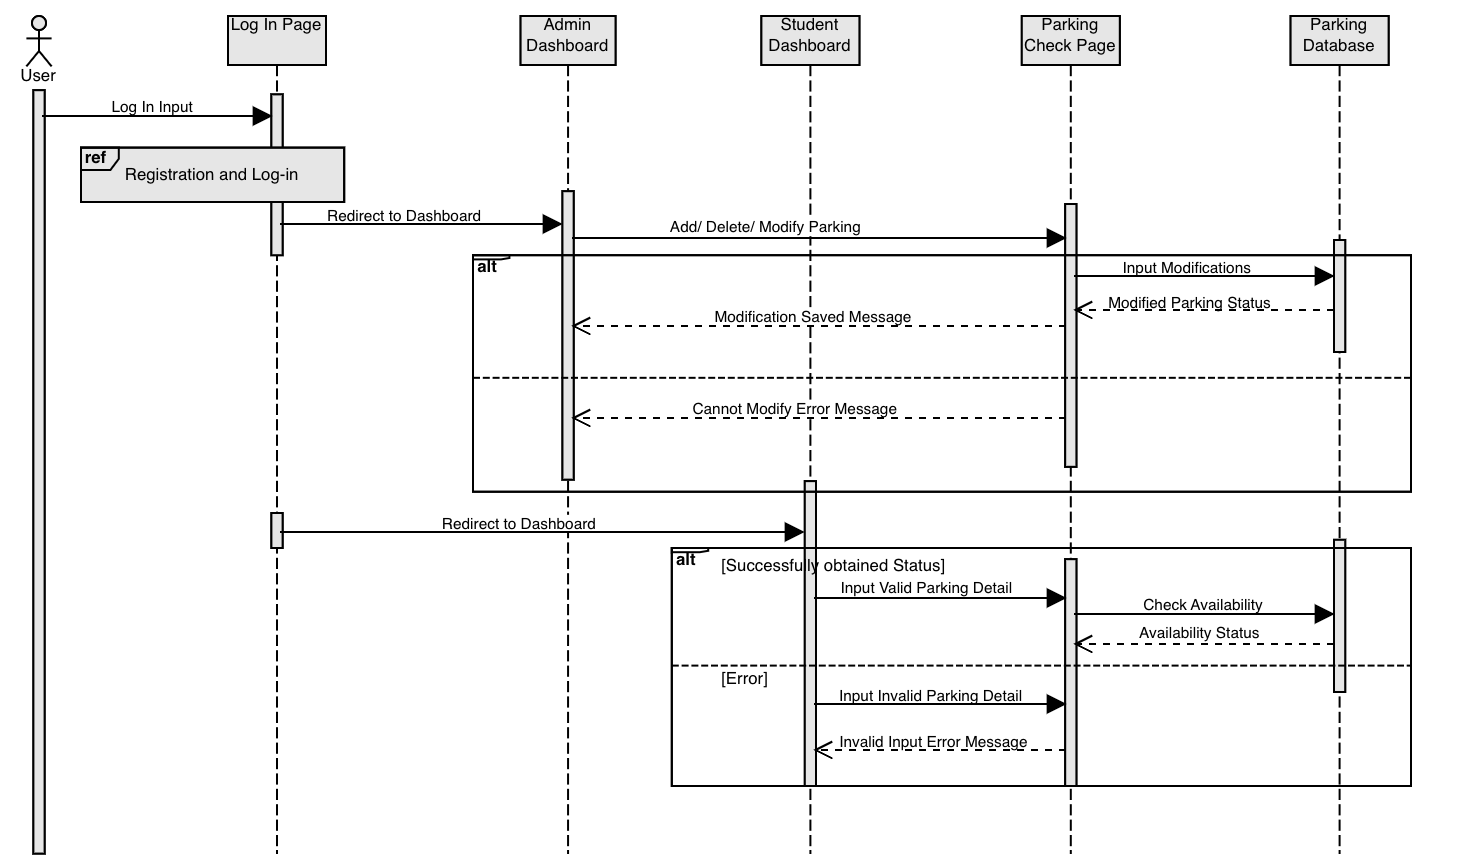 User
Log In Page
Admin
Dashboard
Student
Dashboard
Parking
Check Page
Parking
Database
Log In Input
ref
Registration and Log-in
Redirect to Dashboard
Add/ Delete/ Modify Parking
alt
Input Modifications
Modified Parking Status
Modification Saved Message
Cannot Modify Error Message
Redirect to Dashboard
alt
[Successfully obtained Status]
Input Valid Parking Detail
Check Availability
Availability Status
[Error]
Input Invalid Parking Detail
Invalid Input Error Message